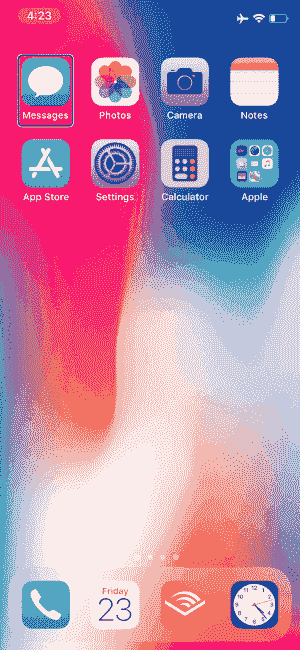 4:23
Messages Photos Camera Notes
App Store Settings Calculator Apple
Friday
23